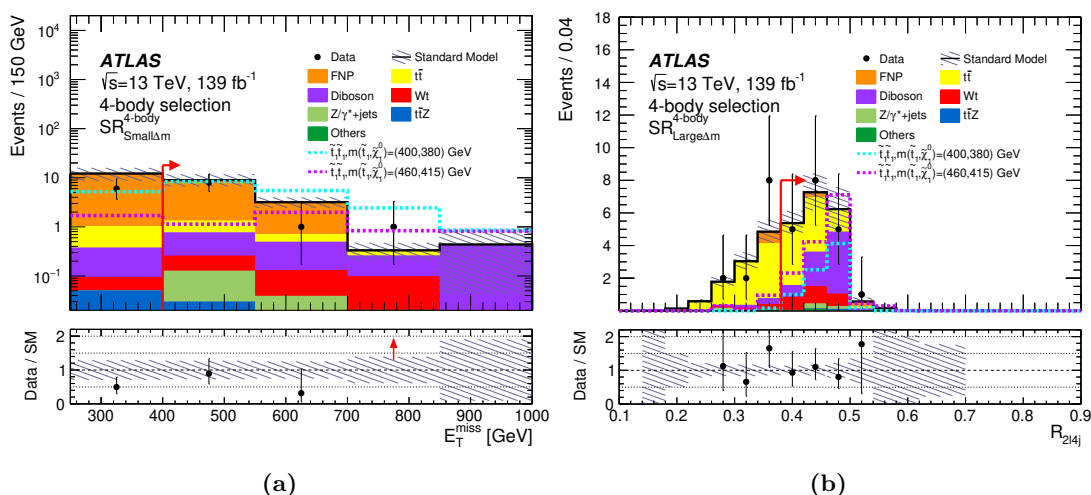 Events / 150 GeV
10⁴
10³
10²
10
1
10⁻¹
ATLAS
√s=13 TeV, 139 fb⁻¹
4-body selection
SR^{4-body}_{SmallΔm}
Data
Standard Model
FNP
tt̄
Diboson
Wt
Z/γ*+jets
tt̄Z
Others
t̃₁t̃₁,m(t̃₁,χ̃₁⁰)=(400,380) GeV
t̃₁t̃₁,m(t̃₁,χ̃₁⁰)=(460,415) GeV
Data / SM
2
1
0
300 400 500 600 700 800 900 1000
E_T^{miss} [GeV]
(a)
Events / 0.04
18
16
14
12
10
8
6
4
2
ATLAS
√s=13 TeV, 139 fb⁻¹
4-body selection
SR^{4-body}_{LargeΔm}
Data
Standard Model
FNP
tt̄
Diboson
Wt
Z/γ*+jets
tt̄Z
Others
t̃₁t̃₁,m(t̃₁,χ̃₁⁰)=(400,380) GeV
t̃₁t̃₁,m(t̃₁,χ̃₁⁰)=(460,415) GeV
Data / SM
2
1
0
0.1 0.2 0.3 0.4 0.5 0.6 0.7 0.8 0.9
R_{2l4j}
(b)